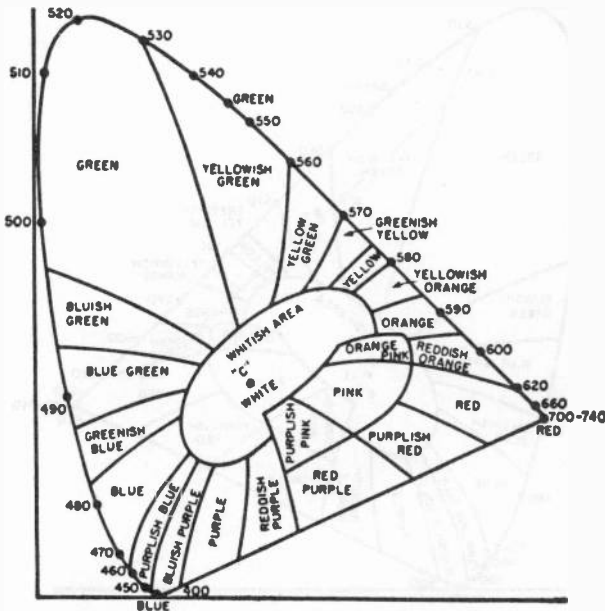 520
530
510
540
GREEN
550
GREEN
YELLOWISH
GREEN
560
500
570
YELLOW
GREEN
GREENISH
YELLOW
580
YELLOW
YELLOWISH
ORANGE
BLUISH
GREEN
590
WHITISH AREA
ORANGE
"C"
WHITE
ORANGE
PINK
REDDISH
ORANGE
600
BLUE GREEN
490
PINK
620
660
RED
700-740
RED
GREENISH
BLUE
PURPLISH
PINK
PURPLISH
RED
RED
PURPLE
BLUE
480
PURPLISH BLUE
BLUISH PURPLE
PURPLE
REDDISH
PURPLE
470
460
450
400
BLUE